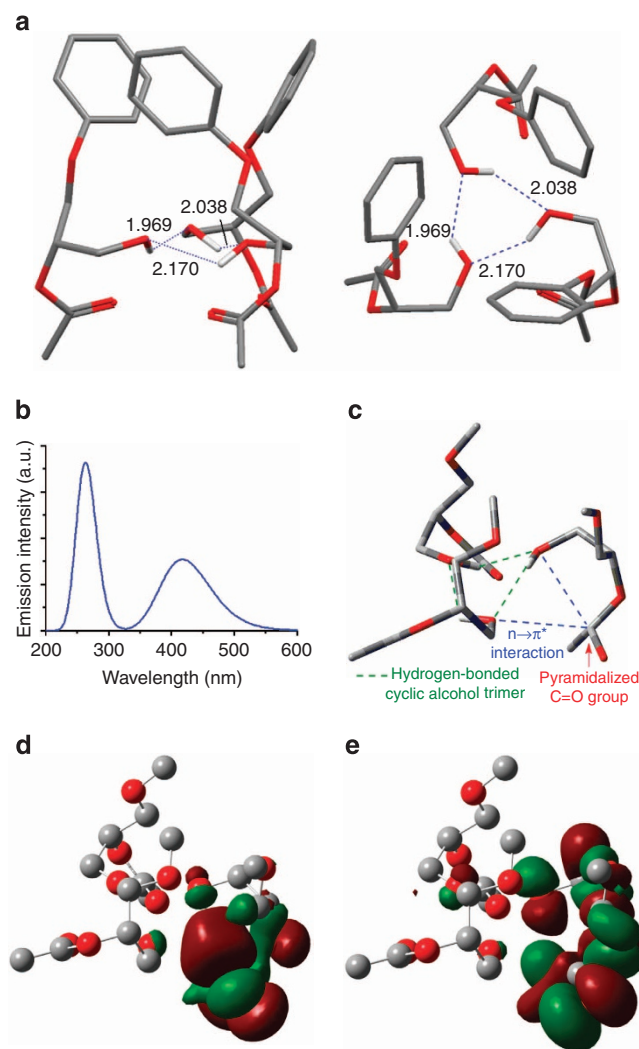 a
1.969
2.038
2.170
2.038
1.969
2.170
b
Emission intensity (a.u.)
200
300
400
500
600
Wavelength (nm)
c
n→π*
interaction
Hydrogen-bonded
cyclic alcohol trimer
Pyramidalized
C=O group
d
e